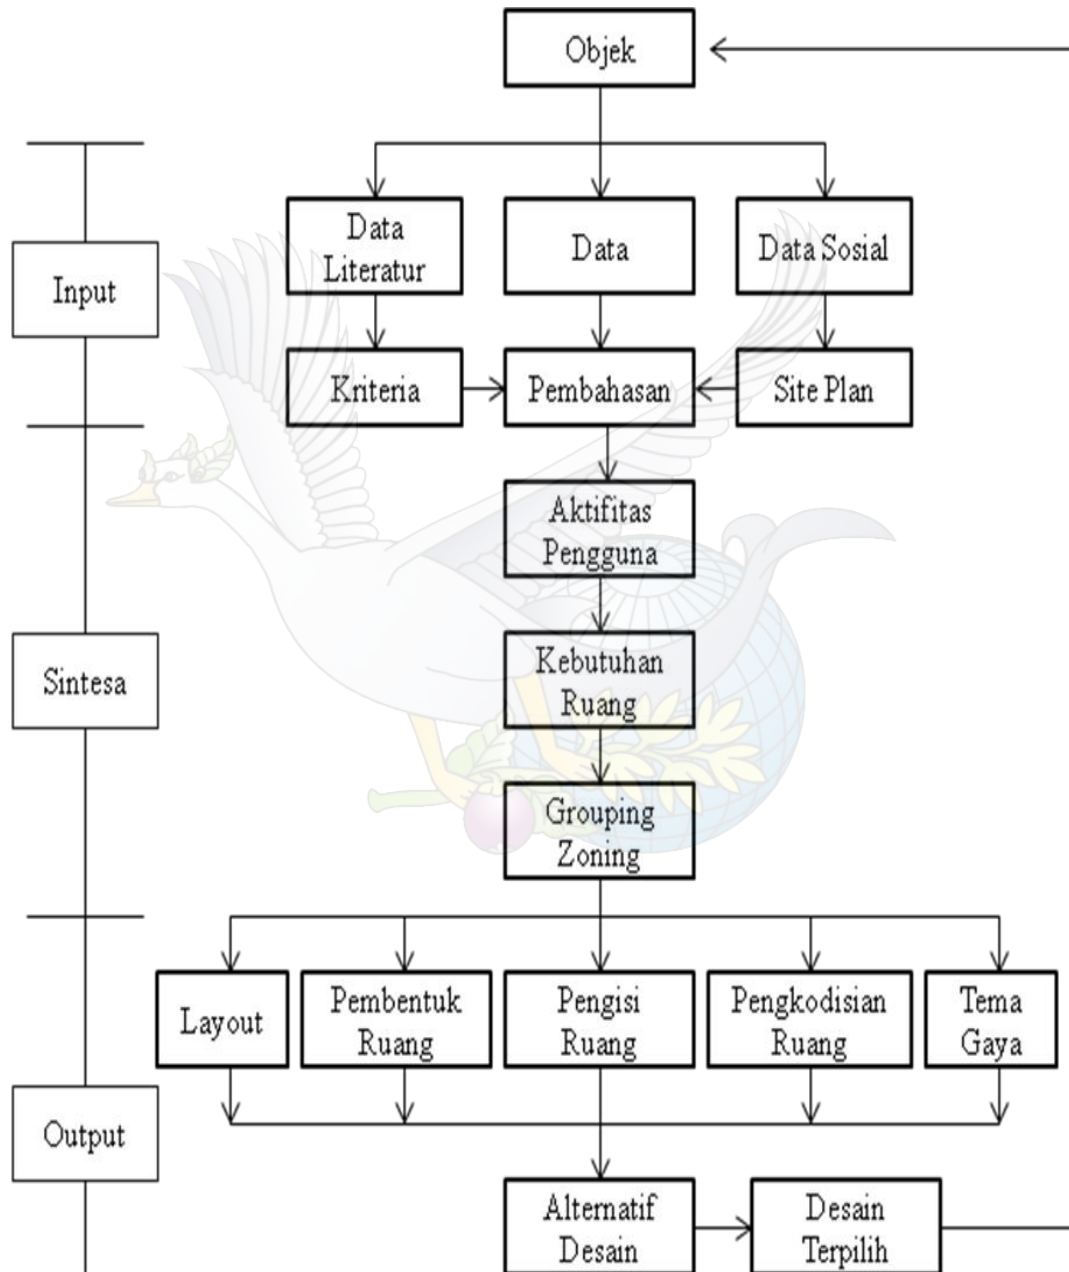 Objek
Data
Literatur
Data
Data Sosial
Input
Kriteria
Pembahasan
Site Plan
Aktifitas
Pengguna
Sintesa
Kebutuhan
Ruang
Grouping
Zoning
Layout
Pembentuk
Ruang
Pengisi
Ruang
Pengkodisian
Ruang
Tema
Gaya
Output
Alternatif
Desain
Desain
Terpilih